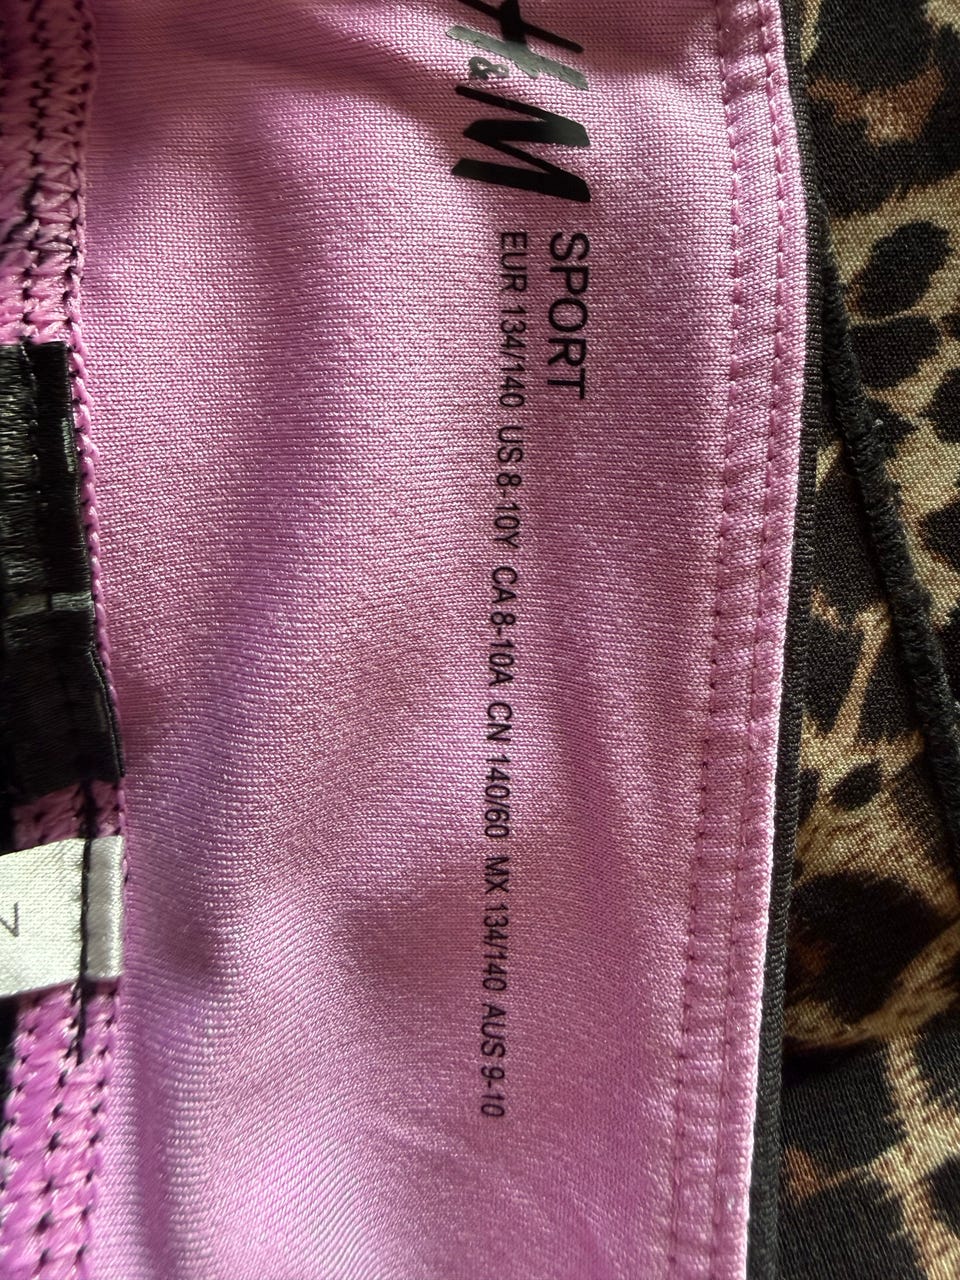 H&M
SPORT
EUR 134/140 US 8-10Y CA 8-10A CN 140/60 MX 134/140 AUS 9-10